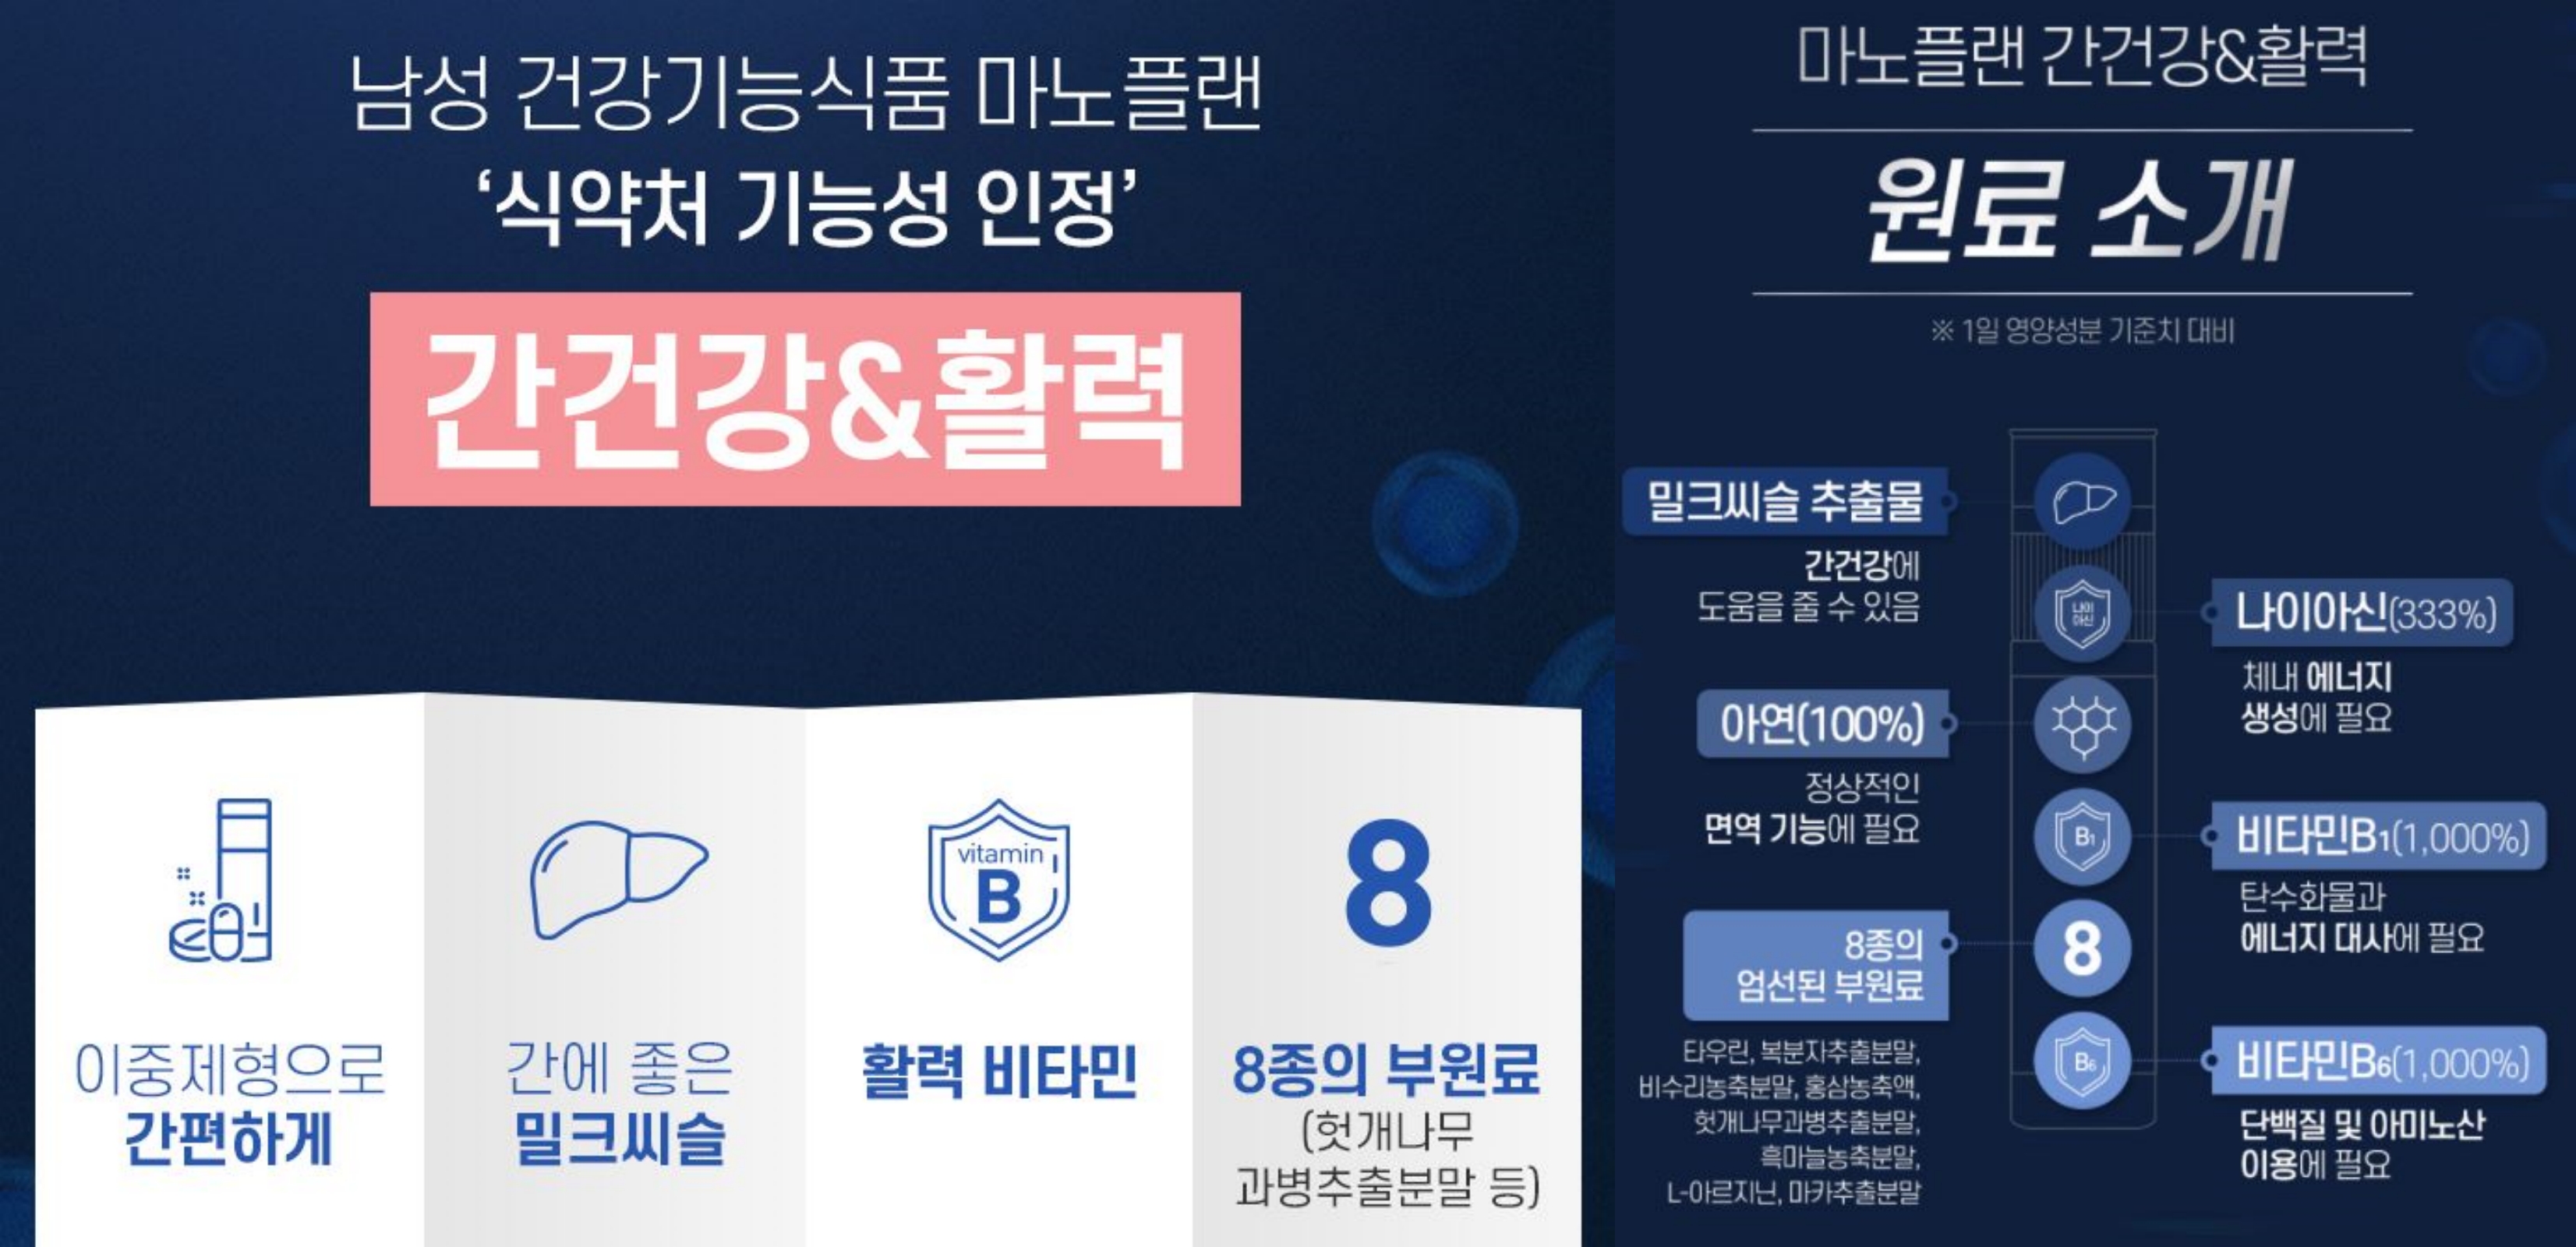 남성 건강기능식품 마노플랜
‘식약처 기능성 인정’
간건강&활력
이중제형으로
간편하게
간에 좋은
밀크씨슬
vitamin
B
활력 비타민
8
8종의 부원료
(헛개나무
과병추출분말 등)
마노플랜 간건강&활력
원료 소개
※ 1일 영양성분 기준치 대비
밀크씨슬 추출물
간건강에
도움을 줄 수 있음
나이
아신
나이아신(333%)
체내 에너지
생성에 필요
아연(100%)
정상적인
면역 기능에 필요
B₁
비타민B₁(1,000%)
탄수화물과
에너지 대사에 필요
8종의
엄선된 부원료
8
타우린, 복분자추출분말,
비수리농축분말, 홍삼농축액,
헛개나무과병추출분말,
흑마늘농축분말,
L-아르지닌, 마카추출분말
B₆
비타민B₆(1,000%)
단백질 및 아미노산
이용에 필요